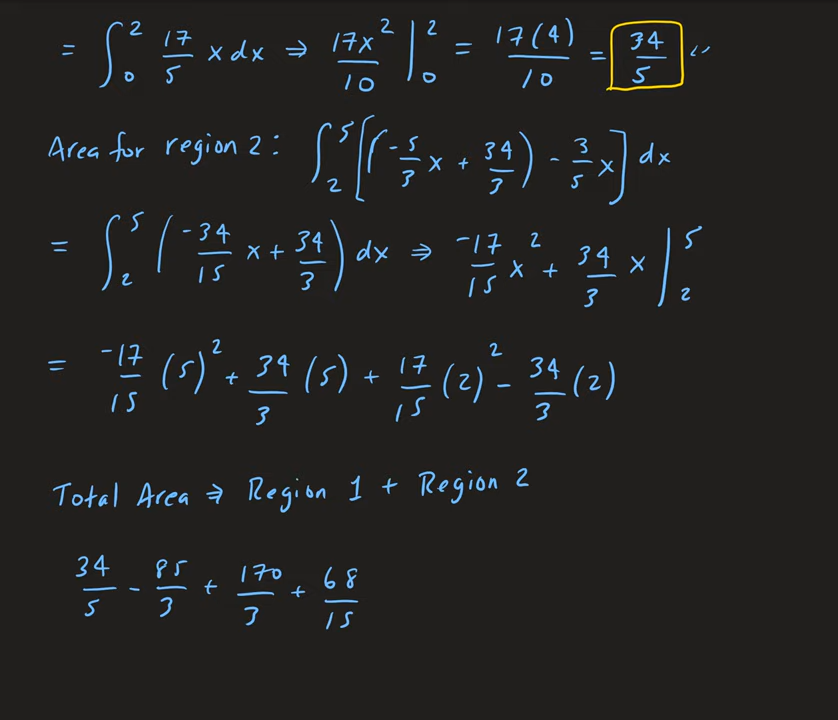 = ∫₀² 17/5 x dx ⇒ 17x²/10 |₀² = 17(4)/10 = 34/5
Area for region 2: ∫₂⁵ [(-5/3 x + 34/3) - 3/5 x] dx
= ∫₂⁵ (-34/15 x + 34/3) dx ⇒ -17/15 x² + 34/3 x |₂⁵
= -17/15 (5)² + 34/3 (5) + 17/15 (2)² - 34/3 (2)
Total Area ⇒ Region 1 + Region 2
34/5 - 85/3 + 170/3 + 68/15